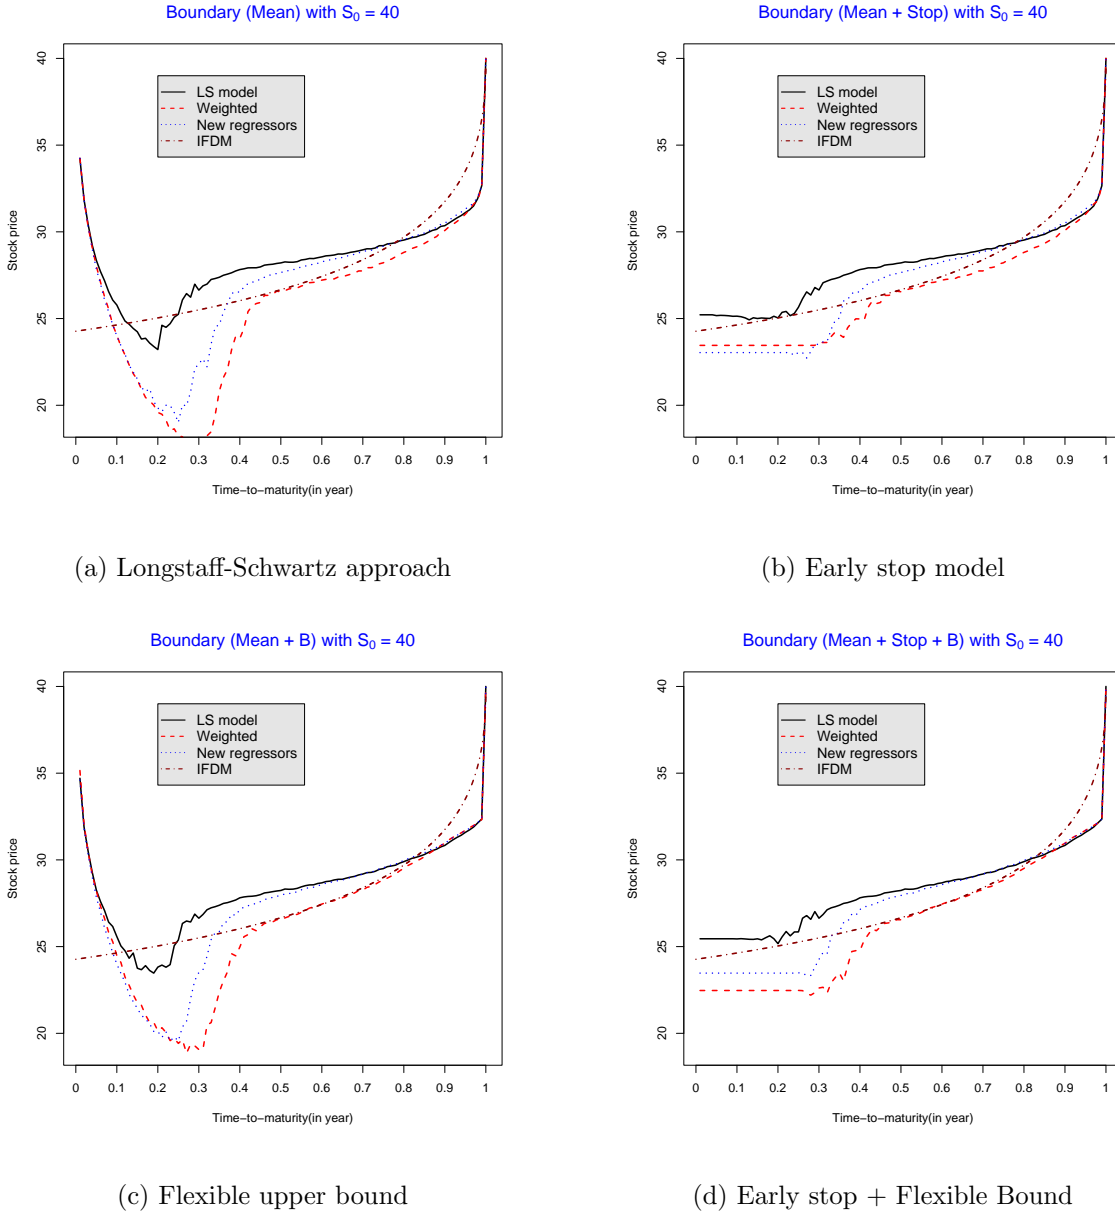 Boundary (Mean) with S₀ = 40
Stock price
40
35
30
25
20
LS model
Weighted
New regressors
IFDM
0 0.1 0.2 0.3 0.4 0.5 0.6 0.7 0.8 0.9 1
Time−to−maturity(in year)
(a) Longstaff-Schwartz approach
Boundary (Mean + Stop) with S₀ = 40
Stock price
40
35
30
25
20
LS model
Weighted
New regressors
IFDM
0 0.1 0.2 0.3 0.4 0.5 0.6 0.7 0.8 0.9 1
Time−to−maturity(in year)
(b) Early stop model
Boundary (Mean + B) with S₀ = 40
Stock price
40
35
30
25
20
LS model
Weighted
New regressors
IFDM
0 0.1 0.2 0.3 0.4 0.5 0.6 0.7 0.8 0.9 1
Time−to−maturity(in year)
(c) Flexible upper bound
Boundary (Mean + Stop + B) with S₀ = 40
Stock price
40
35
30
25
20
LS model
Weighted
New regressors
IFDM
0 0.1 0.2 0.3 0.4 0.5 0.6 0.7 0.8 0.9 1
Time−to−maturity(in year)
(d) Early stop + Flexible Bound